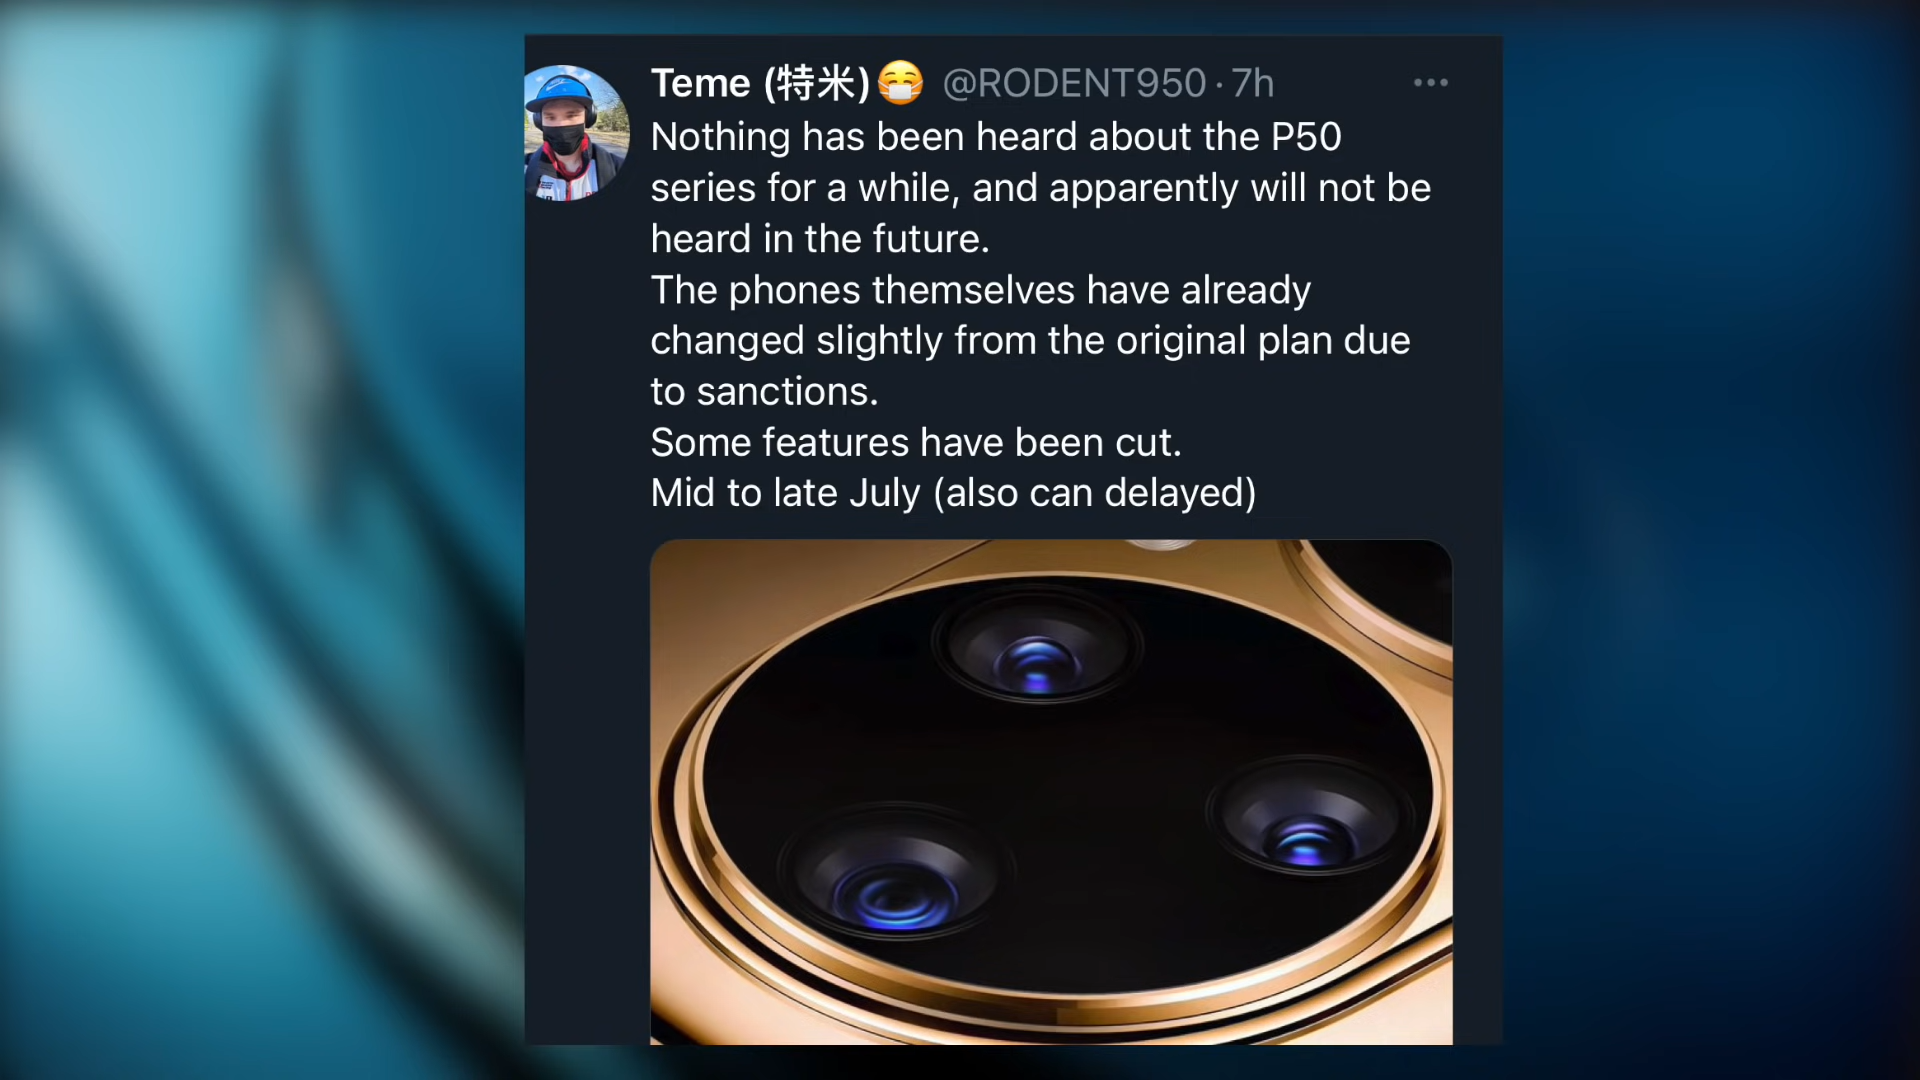 Teme (特米)😷 @RODENT950 · 7h
Nothing has been heard about the P50
series for a while, and apparently will not be
heard in the future.
The phones themselves have already
changed slightly from the original plan due
to sanctions.
Some features have been cut.
Mid to late July (also can delayed)